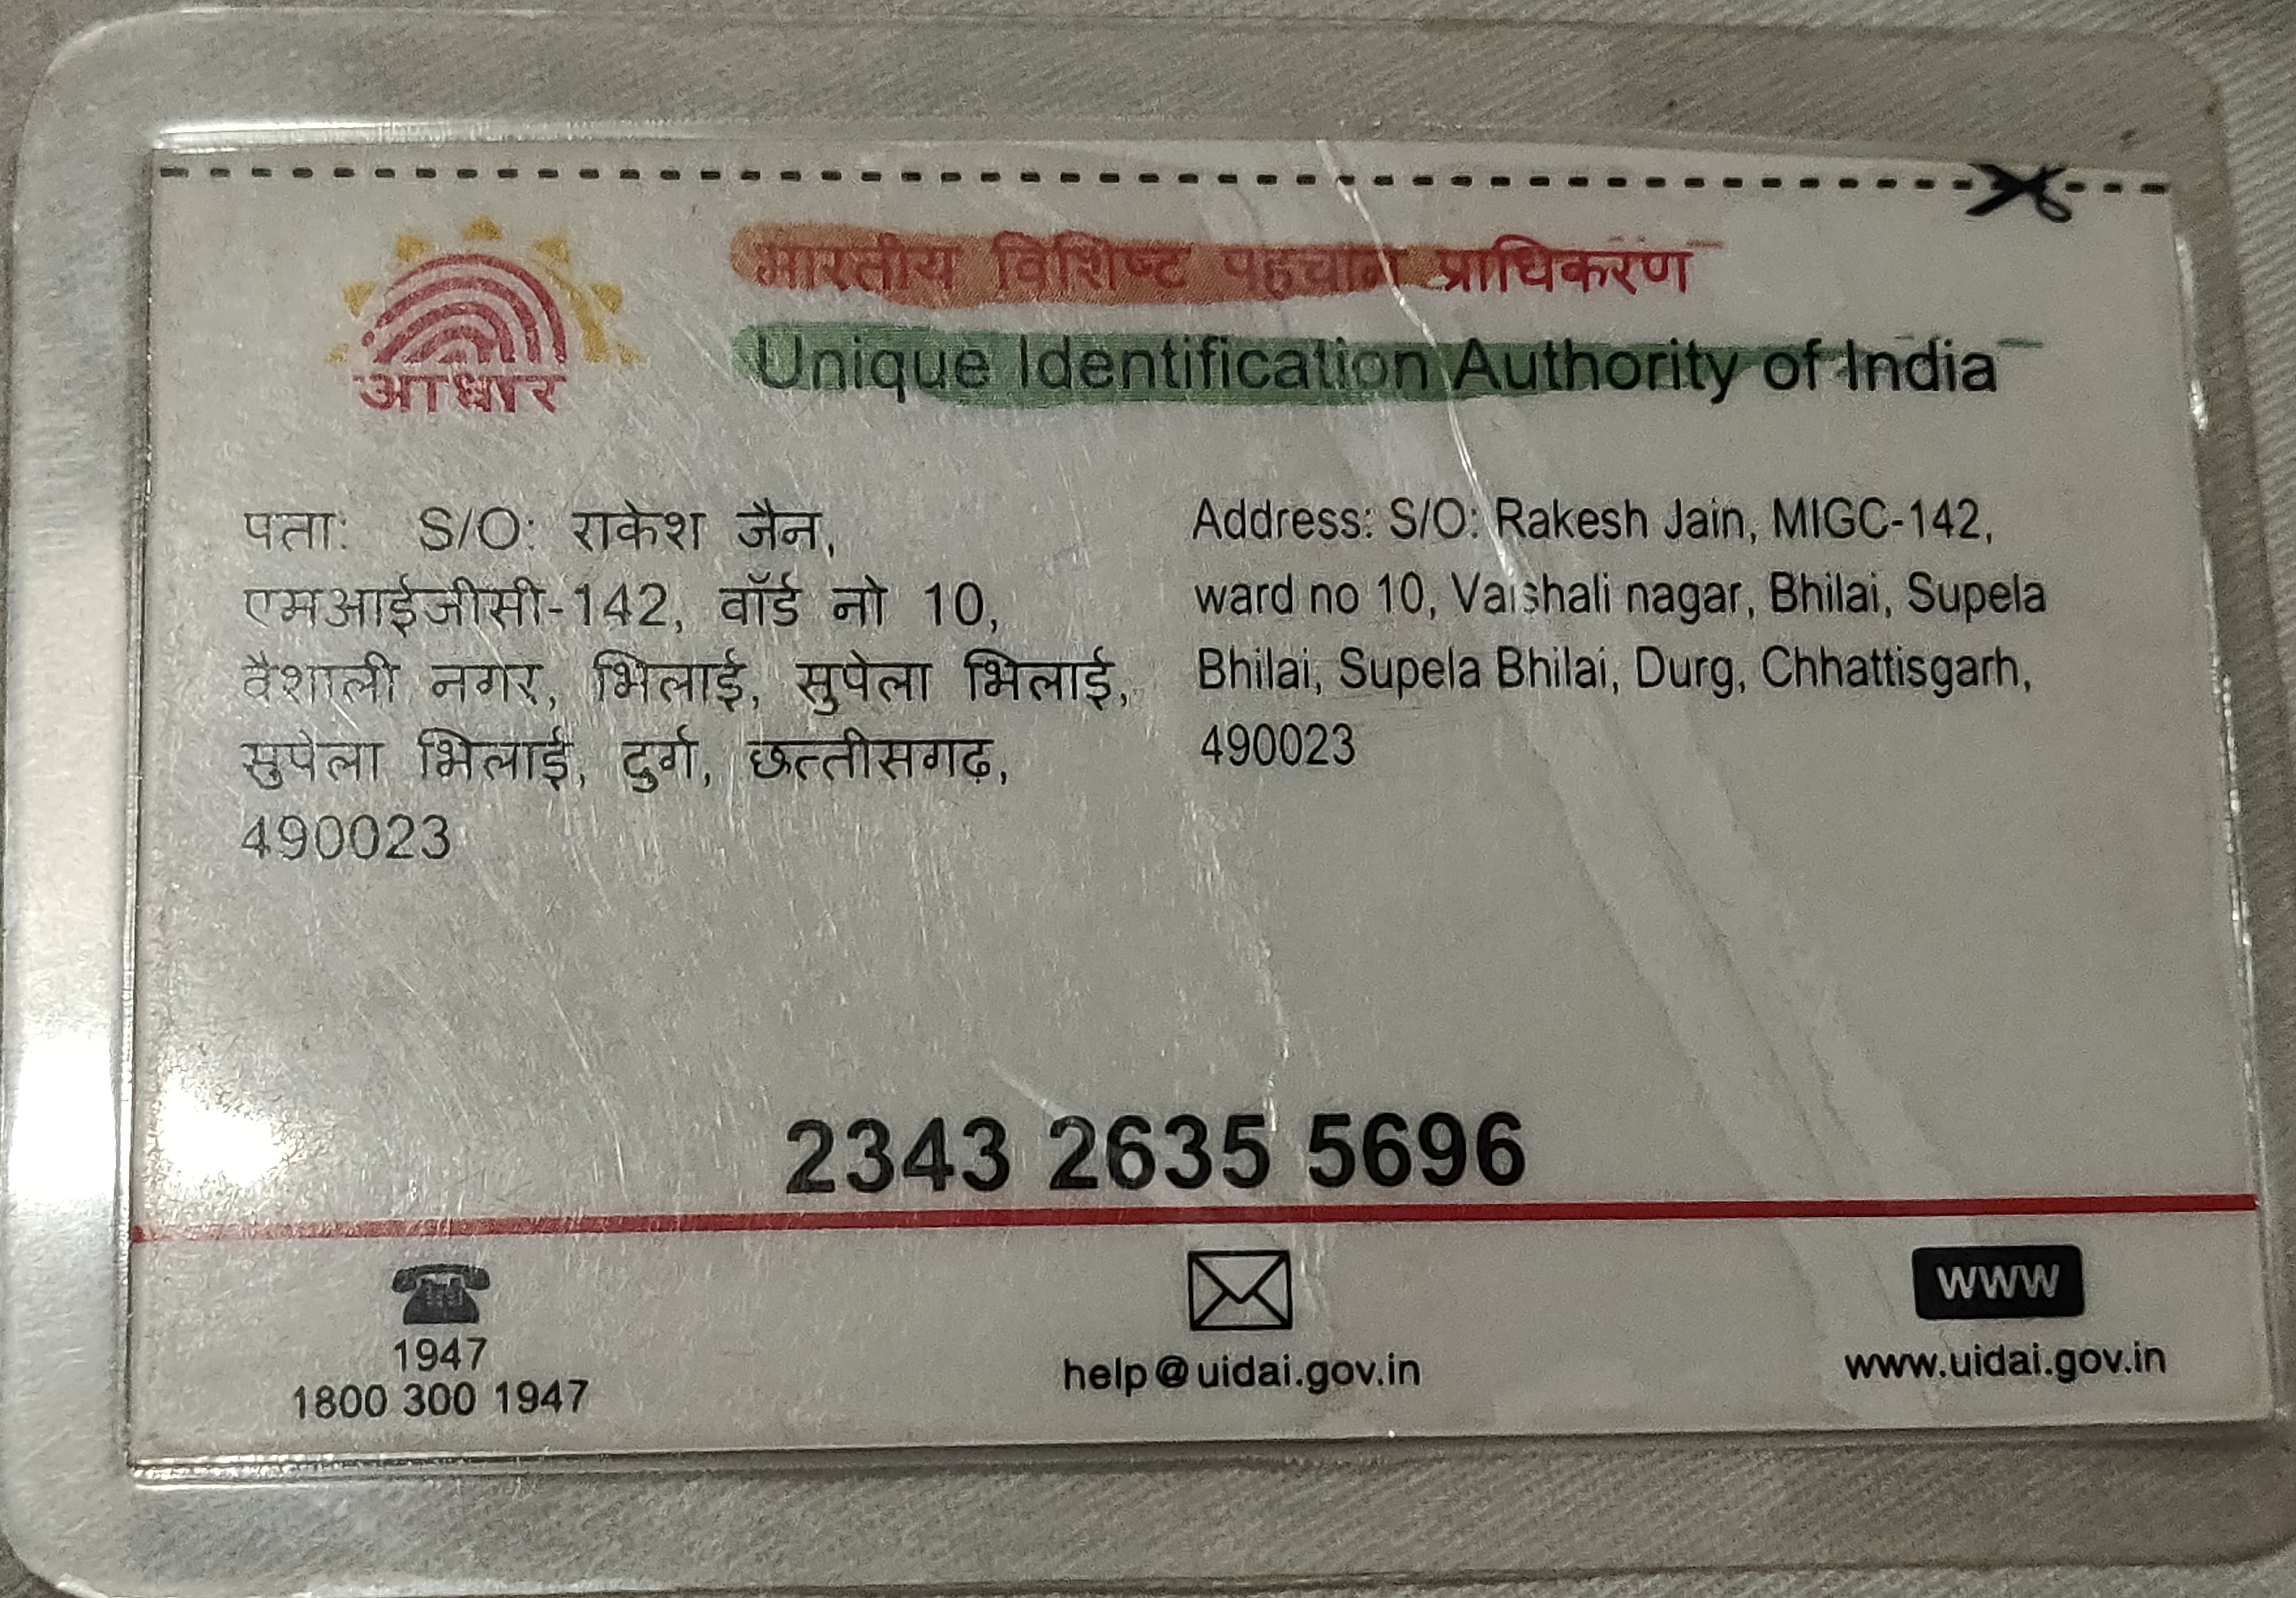 भारतीय विशिष्ट पहचान प्राधिकरण
Unique Identification Authority of India
आधार
पता: S/O: राकेश जैन,
एमआईजीसी-142, वॉर्ड नो 10,
वैशाली नगर, भिलाई, सुपेला भिलाई,
सुपेला भिलाई, दुर्ग, छत्तीसगढ़,
490023
Address: S/O: Rakesh Jain, MIGC-142,
ward no 10, Vaishali nagar, Bhilai, Supela
Bhilai, Supela Bhilai, Durg, Chhattisgarh,
490023
2343 2635 5696
1947
1800 300 1947
help@uidai.gov.in
WWW
www.uidai.gov.in